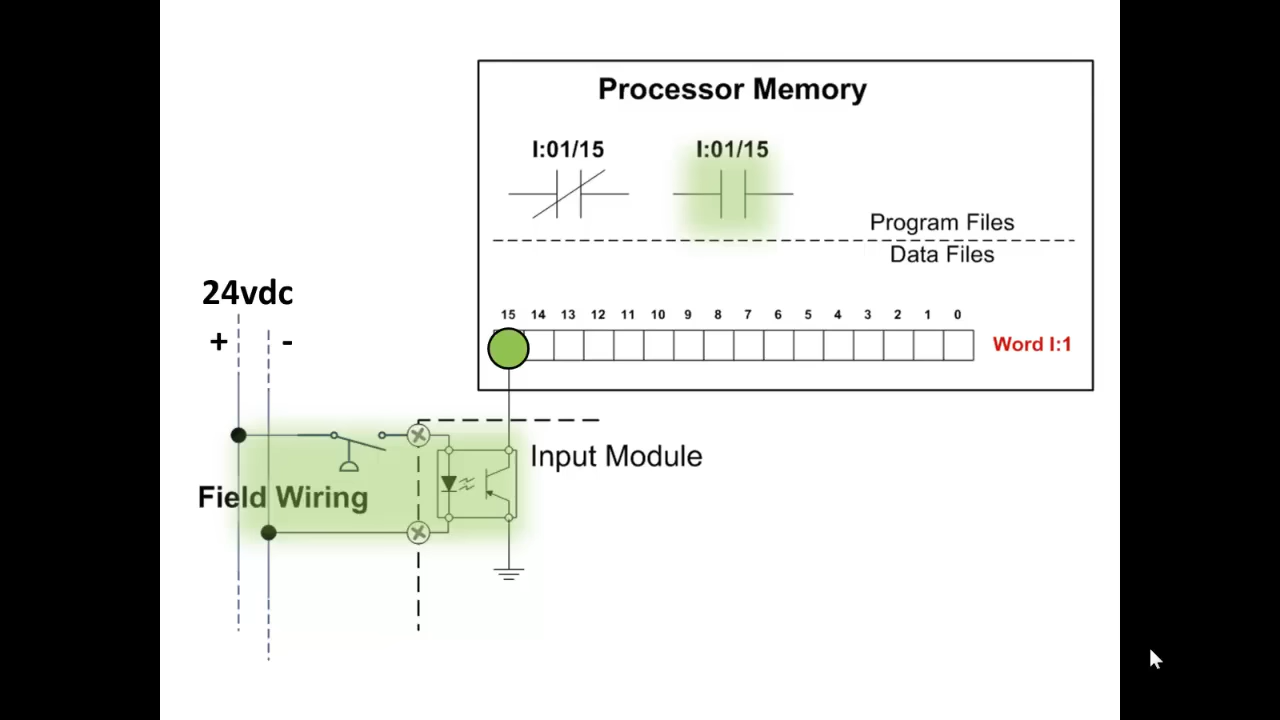 Processor Memory
I:01/15 I:01/15
Program Files
Data Files
24vdc
+ -
15 14 13 12 11 10 9 8 7 6 5 4 3 2 1 0
Word I:1
Input Module
Field Wiring